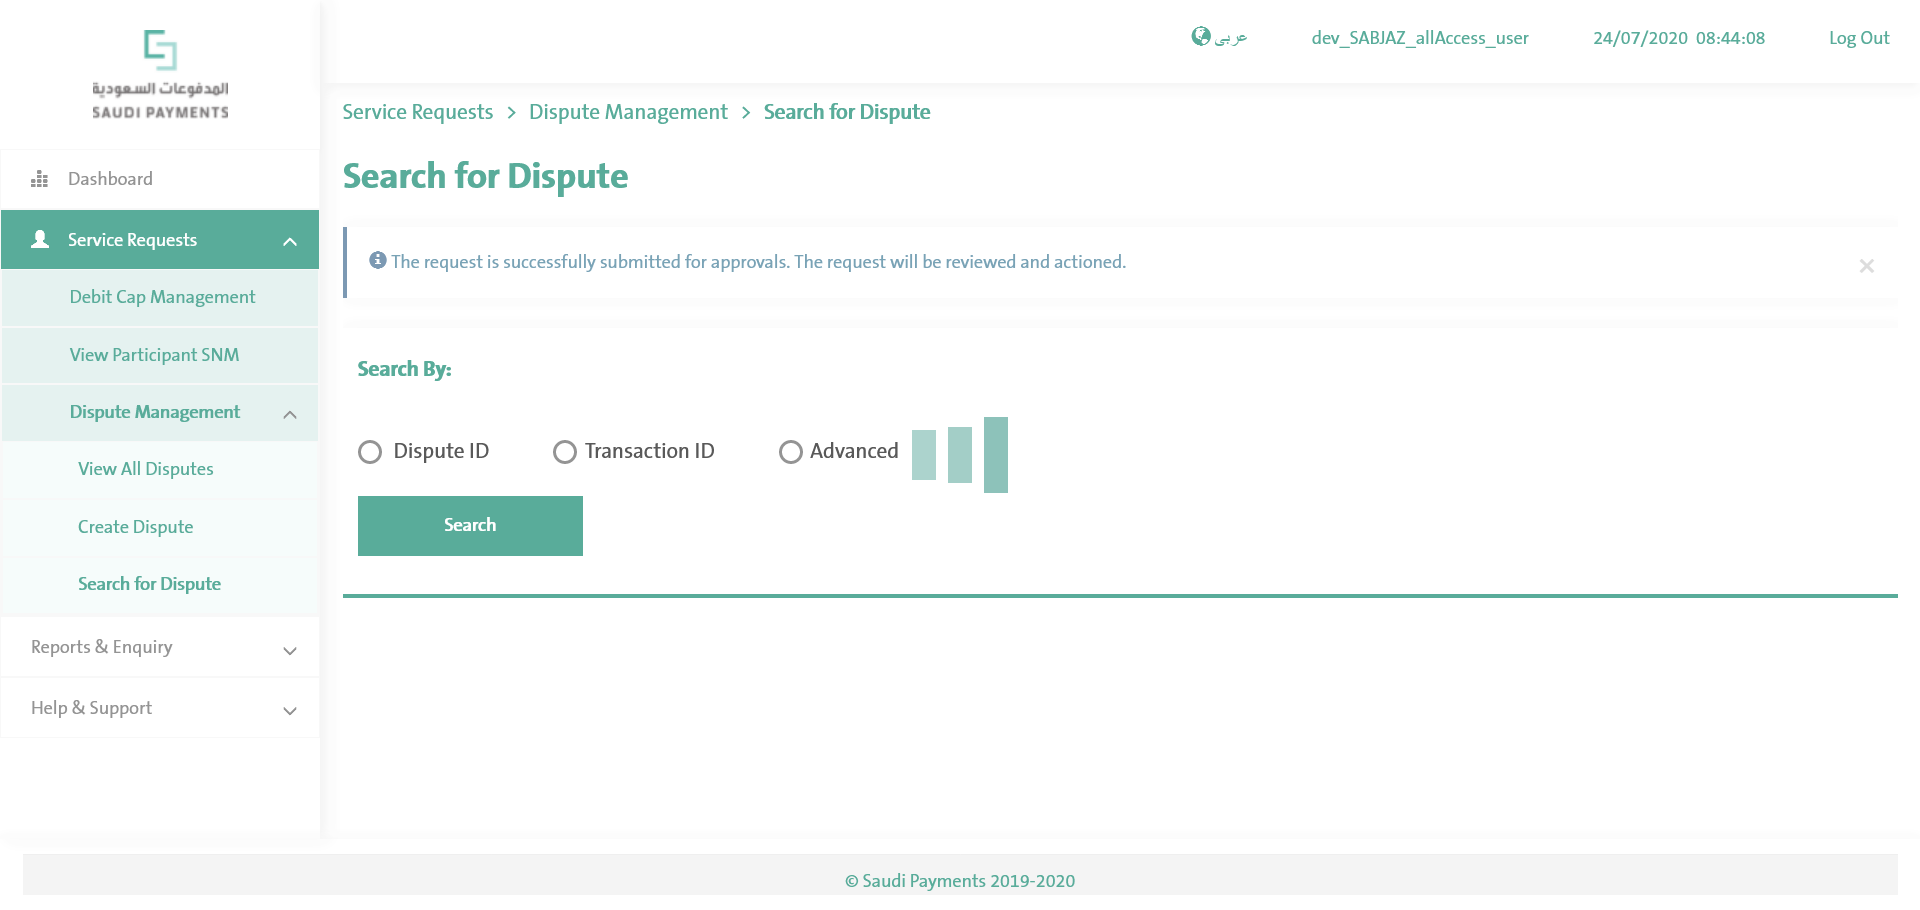 المدفوعات السعودية
SAUDI PAYMENTS
عربي
dev_SABJAZ_allAccess_user
24/07/2020 08:44:08
Log Out
Dashboard
Service Requests
Debit Cap Management
View Participant SNM
Dispute Management
View All Disputes
Create Dispute
Search for Dispute
Reports & Enquiry
Help & Support
Service Requests > Dispute Management > Search for Dispute
Search for Dispute
The request is successfully submitted for approvals. The request will be reviewed and actioned.
Search By:
Dispute ID
Transaction ID
Advanced
Search
© Saudi Payments 2019-2020